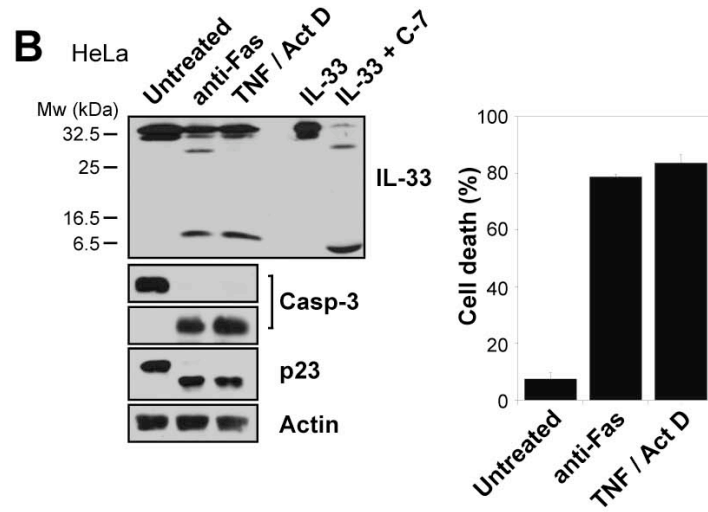 B HeLa
Untreated
anti-Fas
TNF / Act D
IL-33
IL-33 + C-7
Mw (kDa)
32.5
25
16.5
6.5
IL-33
Casp-3
p23
Actin
100
80
60
40
20
0
Cell death (%)
Untreated
anti-Fas
TNF / Act D